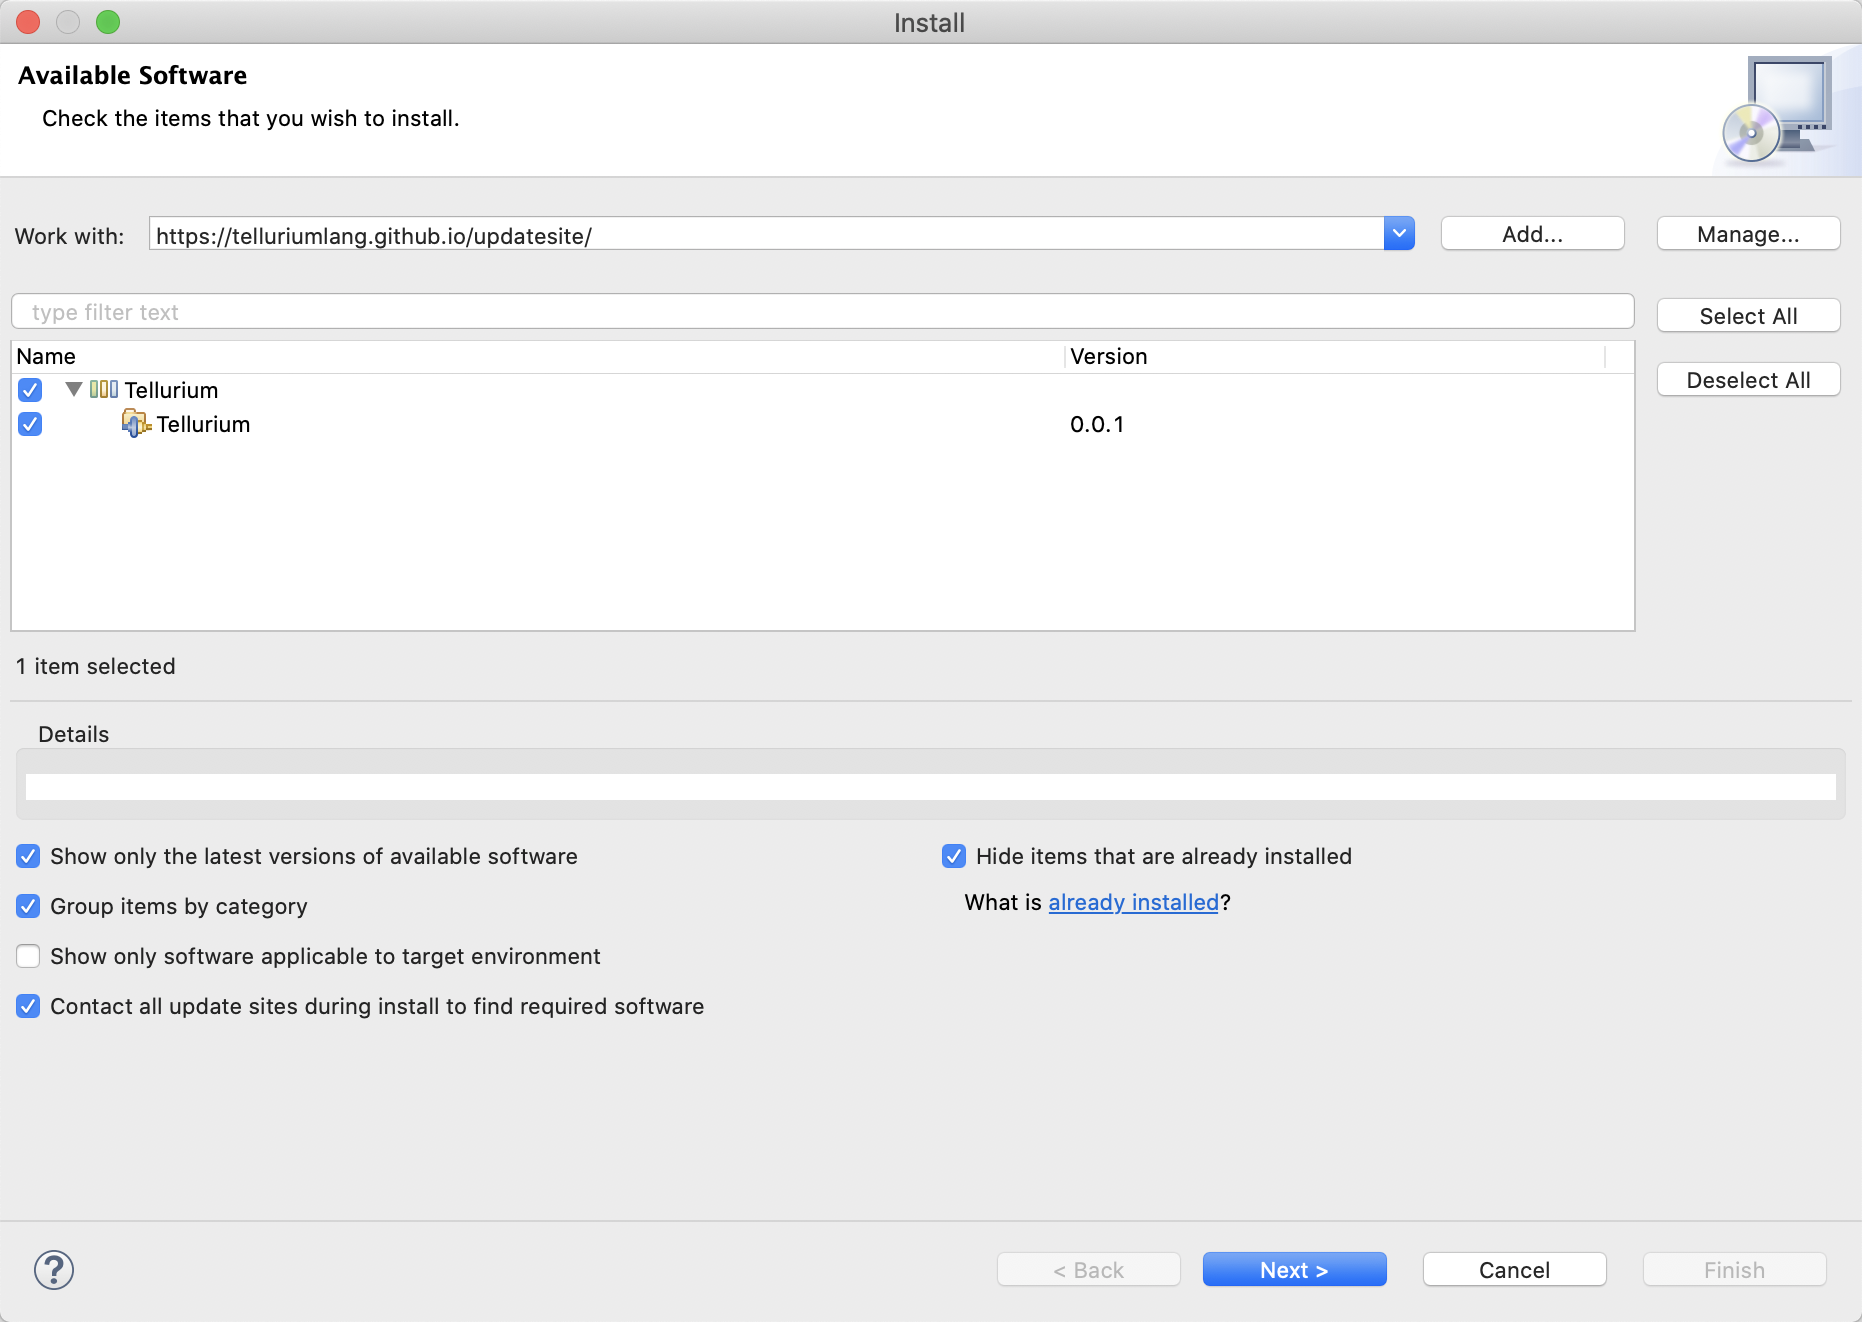 Install
Available Software
Check the items that you wish to install.
Work with: https://telluriumlang.github.io/updatesite/ Add... Manage...
type filter text
Select All
Name Version
Deselect All
Tellurium
Tellurium 0.0.1
1 item selected
Details
Show only the latest versions of available software
Hide items that are already installed
Group items by category
What is already installed?
Show only software applicable to target environment
Contact all update sites during install to find required software
? < Back Next > Cancel Finish